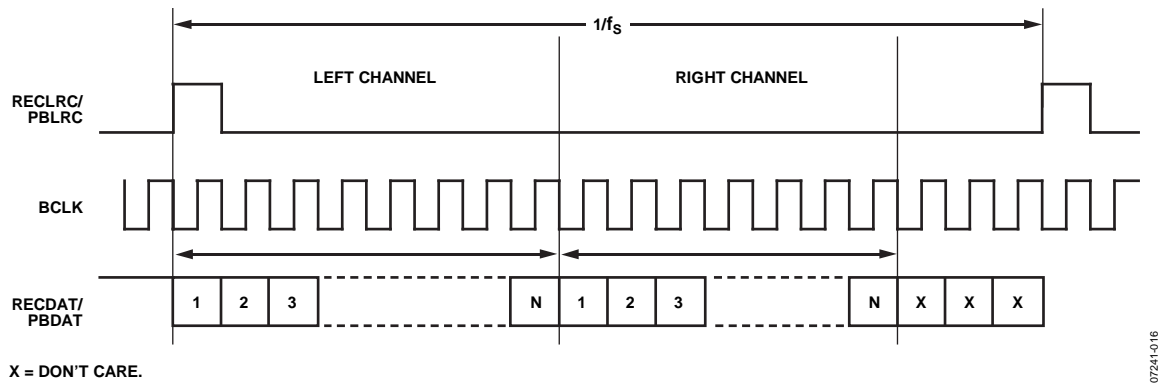 1/fS
LEFT CHANNEL RIGHT CHANNEL
RECLRC/
PBLRC
BCLK
RECDAT/
PBDAT
1 2 3 N 1 2 3 N X X X
X = DON'T CARE.
07241-016